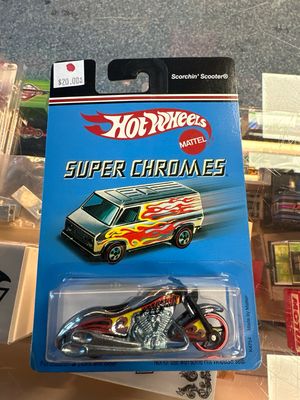 $20.00
Scorchin' Scooter®
Hot Wheels
MATTEL
SUPER CHROMES